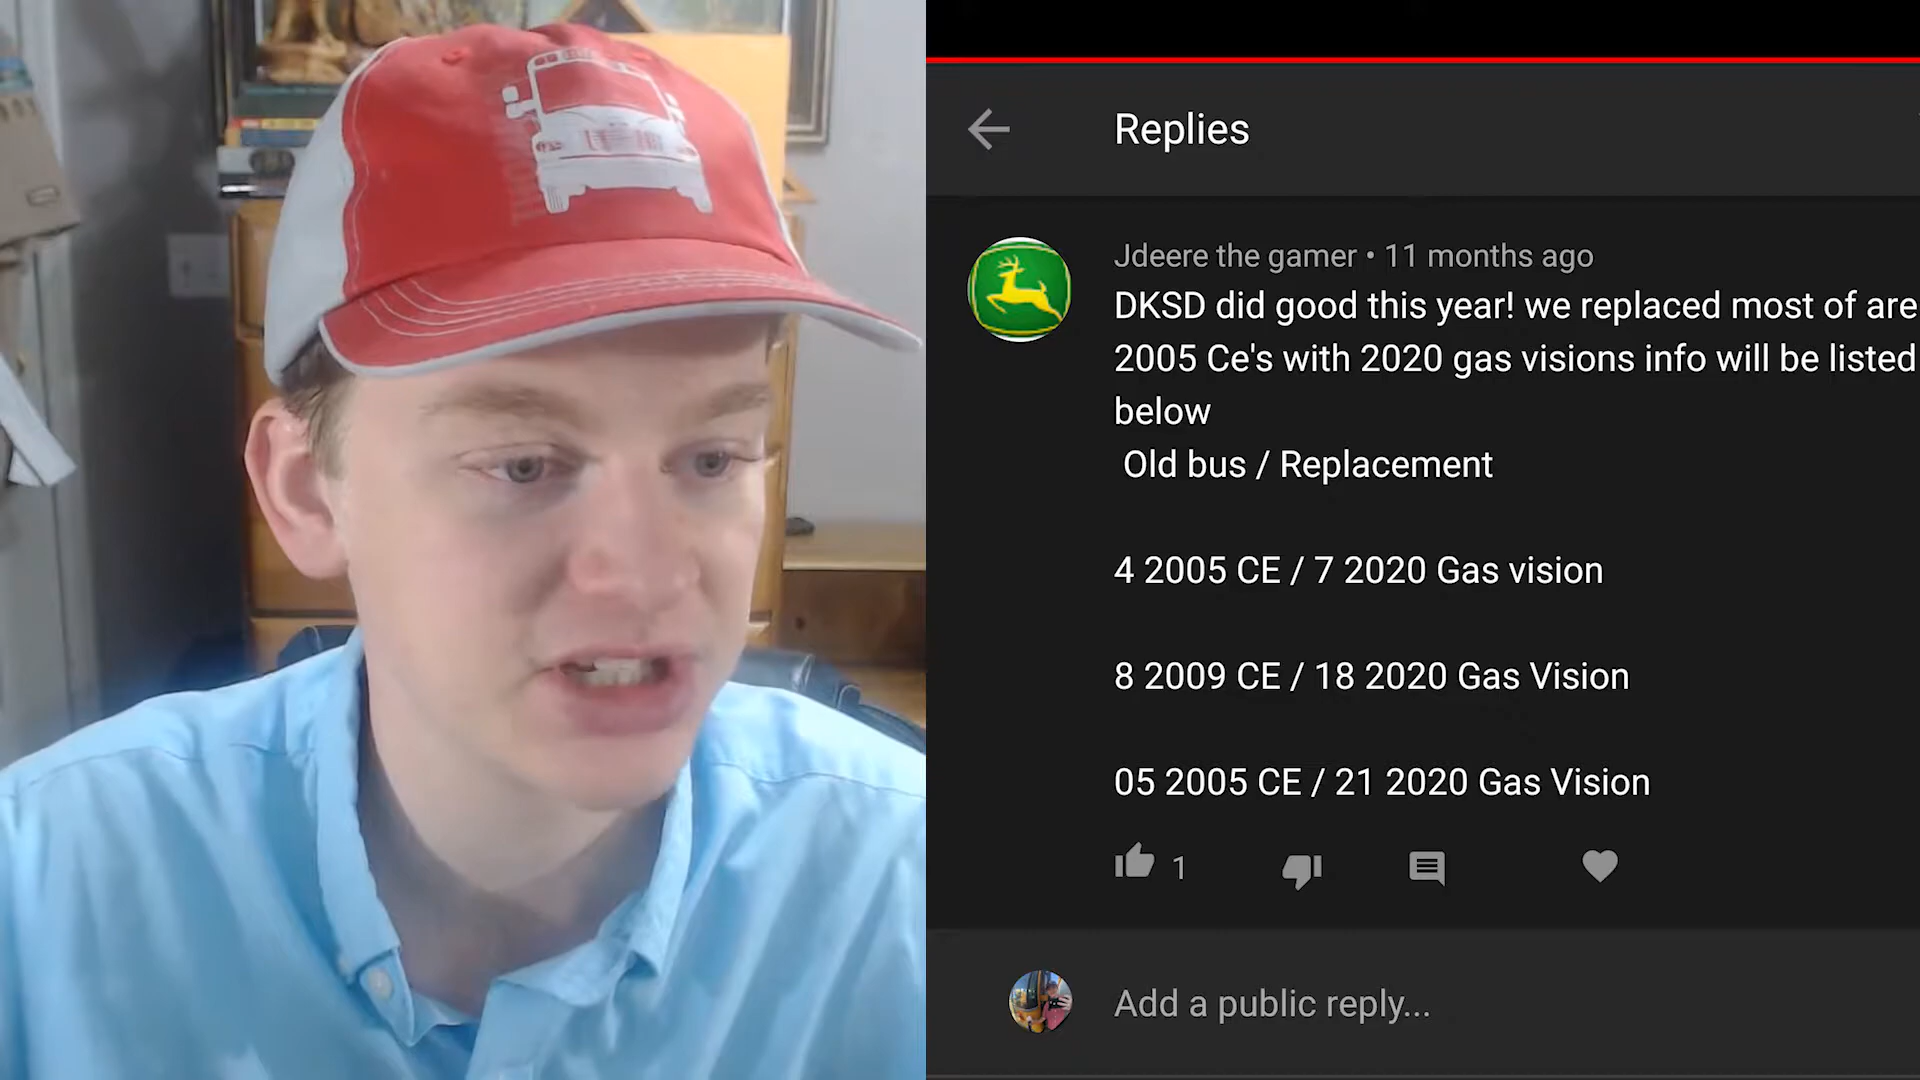 Replies
Jdeere the gamer • 11 months ago
DKSD did good this year! we replaced most of are
2005 Ce's with 2020 gas visions info will be listed
below
Old bus / Replacement
4 2005 CE / 7 2020 Gas vision
8 2009 CE / 18 2020 Gas Vision
05 2005 CE / 21 2020 Gas Vision
1
Add a public reply...